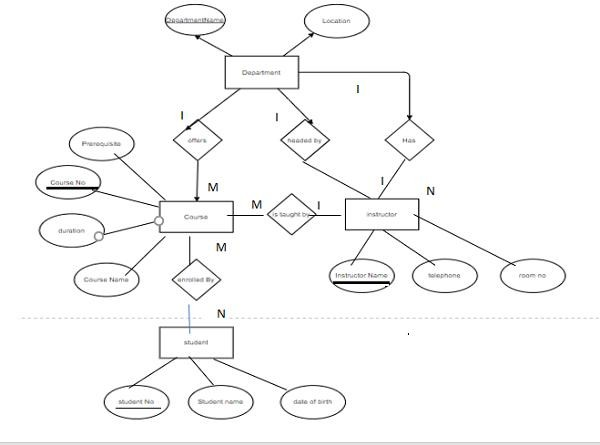 DepartmentName
Location
Department
I
I
I
offers
headed by
Has
Prerequisite
Course No
I
N
M
M
I
Course
is taught by
instructor
duration
M
Course Name
enrolled By
Instructor Name
telephone
room no
N
student
student No
Student name
date of birth